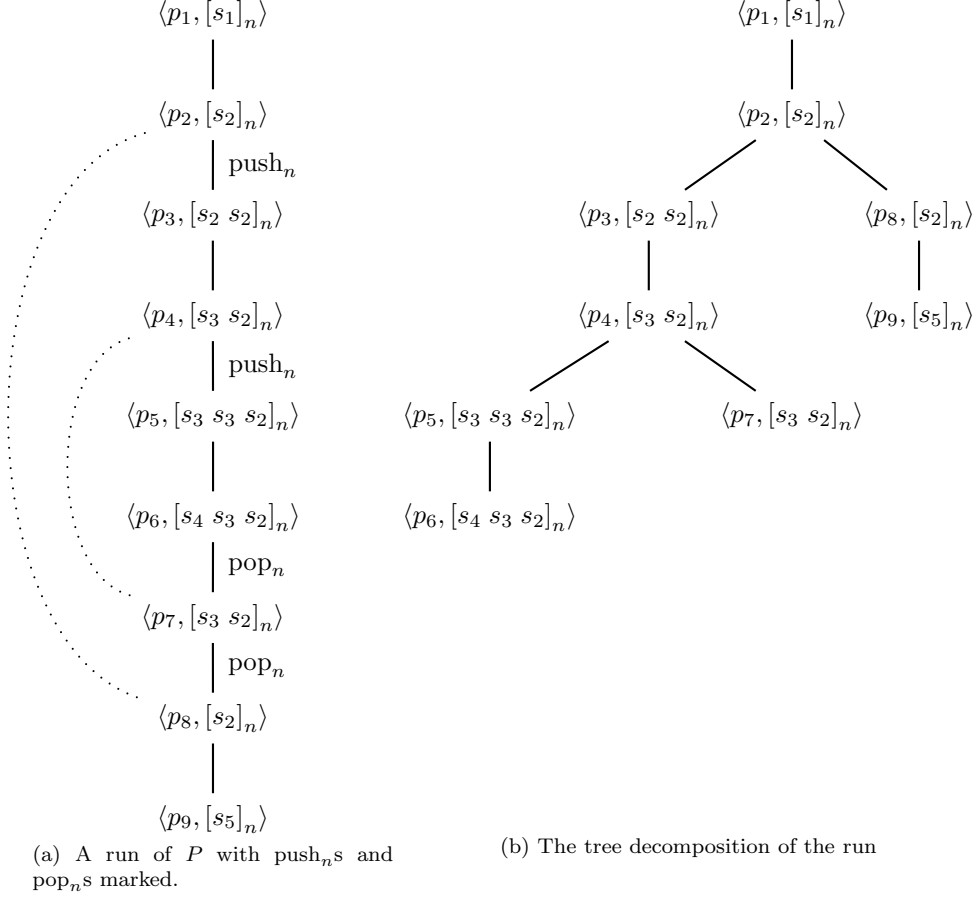 ⟨p₁, [s₁]ₙ⟩
⟨p₂, [s₂]ₙ⟩
pushₙ
⟨p₃, [s₂ s₂]ₙ⟩
⟨p₄, [s₃ s₂]ₙ⟩
pushₙ
⟨p₅, [s₃ s₃ s₂]ₙ⟩
⟨p₆, [s₄ s₃ s₂]ₙ⟩
popₙ
⟨p₇, [s₃ s₂]ₙ⟩
popₙ
⟨p₈, [s₂]ₙ⟩
⟨p₉, [s₅]ₙ⟩
(a) A run of P with pushₙs and
popₙs marked.
⟨p₁, [s₁]ₙ⟩
⟨p₂, [s₂]ₙ⟩
⟨p₃, [s₂ s₂]ₙ⟩
⟨p₈, [s₂]ₙ⟩
⟨p₄, [s₃ s₂]ₙ⟩
⟨p₉, [s₅]ₙ⟩
⟨p₅, [s₃ s₃ s₂]ₙ⟩
⟨p₇, [s₃ s₂]ₙ⟩
⟨p₆, [s₄ s₃ s₂]ₙ⟩
(b) The tree decomposition of the run